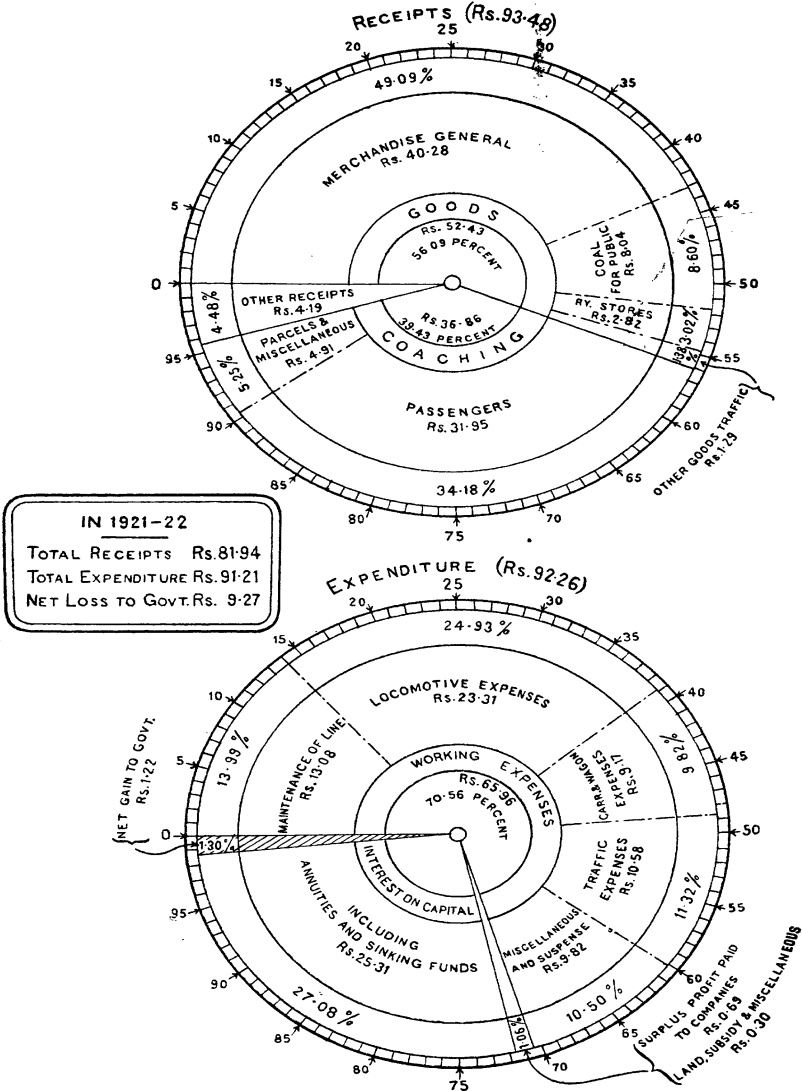 RECEIPTS (Rs.93·48)
25
20
30
15
35
10
40
5
45
0
50
95
55
90
60
85
65
80
70
75
49·09%
MERCHANDISE GENERAL
Rs. 40·28
GOODS
Rs. 52·43
56·09 PERCENT
COAL
FOR PUBLIC
Rs. 8·04
8·60%
RY. STORES
Rs. 2·82
3·02%
1·38
%
OTHER GOODS TRAFFIC
Rs. 1·29
OTHER RECEIPTS
Rs. 4·19
4·48%
PARCELS &
MISCELLANEOUS
Rs. 4·91
5·25%
Rs. 36·86
39·43 PERCENT
COACHING
PASSENGERS
Rs. 31·95
34·18%
IN 1921-22
TOTAL RECEIPTS Rs.81·94
TOTAL EXPENDITURE Rs.91·21
NET LOSS TO GOVT. Rs. 9·27
EXPENDITURE (Rs.92·26)
25
20
30
15
35
10
40
5
45
0
50
95
55
90
60
85
65
80
70
75
24·93%
LOCOMOTIVE EXPENSES
Rs. 23·31
MAINTENANCE OF LINE
Rs. 13·08
13·99%
NET GAIN TO GOVT.
Rs. 1·22
1·30%
WORKING EXPENSES
Rs. 65·96
70·56 PERCENT
CARR. & WAGON
EXPENSES
Rs. 9·17
9·82%
TRAFFIC
EXPENSES
Rs. 10·58
11·32%
MISCELLANEOUS
AND SUSPENSE
Rs. 9·82
10·50%
INTEREST ON CAPITAL
INCLUDING
ANNUITIES AND SINKING FUNDS
Rs. 25·31
27·08%
1·06%
SURPLUS PROFIT PAID
TO COMPANIES
Rs. 0·69
LAND, SUBSIDY & MISCELLANEOUS
Rs. 0·30